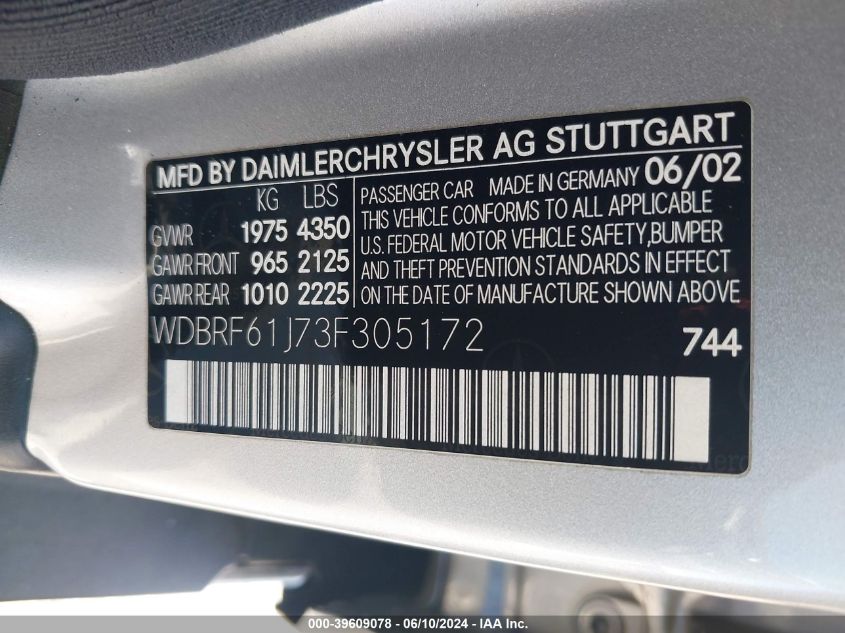 MFD BY DAIMLERCHRYSLER AG STUTTGART
KG LBS
GVWR 1975 4350
GAWR FRONT 965 2125
GAWR REAR 1010 2225
PASSENGER CAR MADE IN GERMANY 06/02
THIS VEHICLE CONFORMS TO ALL APPLICABLE
U.S. FEDERAL MOTOR VEHICLE SAFETY,BUMPER
AND THEFT PREVENTION STANDARDS IN EFFECT
ON THE DATE OF MANUFACTURE SHOWN ABOVE
WDBRF61J73F305172
744
000-39609078 - 06/10/2024 - IAA Inc.